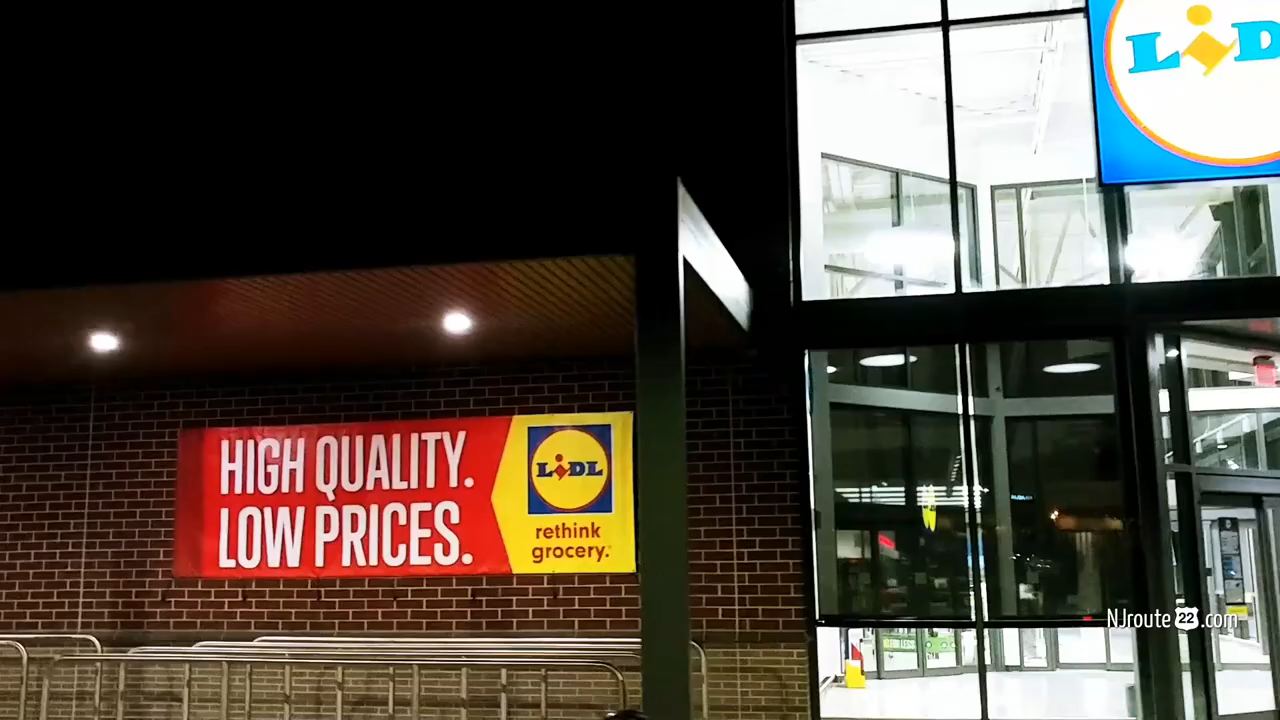 LIDL
HIGH QUALITY.
LOW PRICES.
LIDL
rethink
grocery.
NJroute22.com